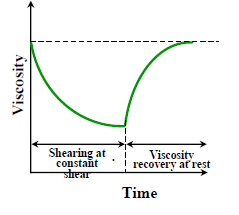 Viscosity
Shearing at
constant
shear
Viscosity
recovery at rest
Time